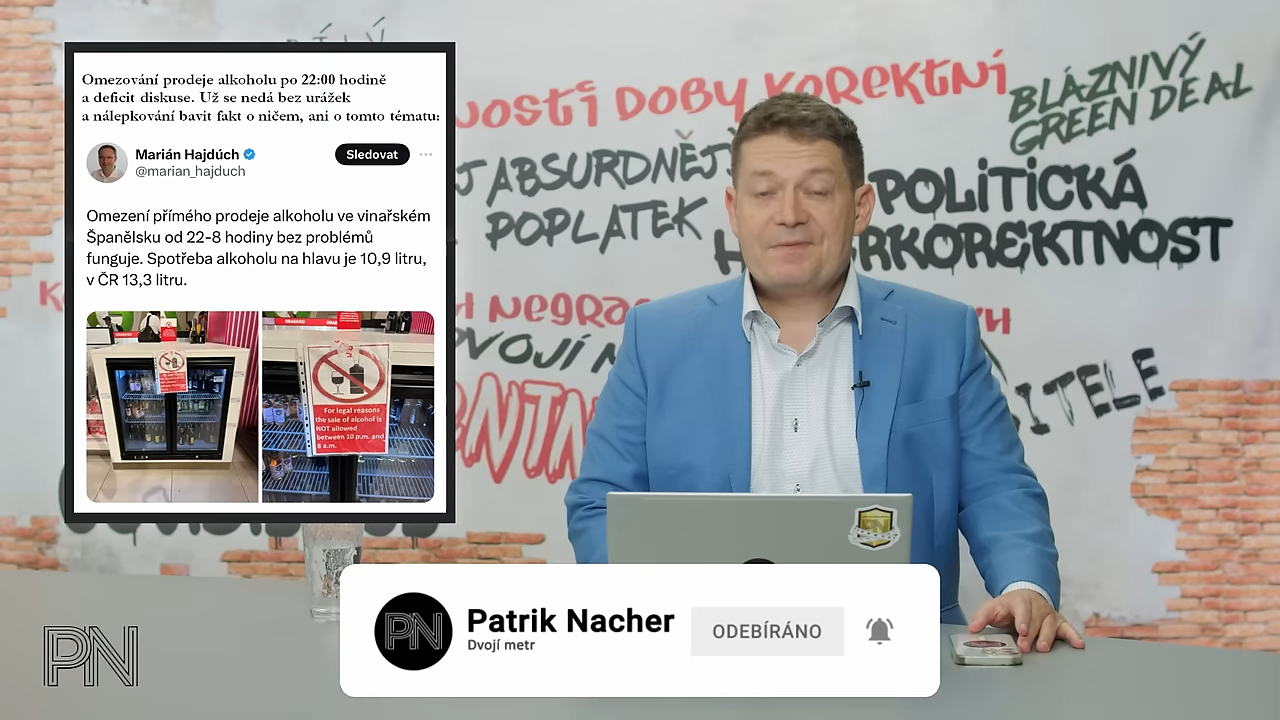 Omezování prodeje alkoholu po 22:00 hodině
a deficit diskuse. Už se nedá bez urážek
a nálepkování bavit fakt o ničem, ani o tomto tématu:
Marián Hajdúch
@marian_hajduch
Sledovat
Omezení přímého prodeje alkoholu ve vinařském
Španělsku od 22-8 hodiny bez problémů
funguje. Spotřeba alkoholu na hlavu je 10,9 litru,
v ČR 13,3 litru.
For legal reasons
the sale of alcohol is
NOT allowed
between 10 p.m. and
8 a.m.
DOBY KOREKTNÍ
BLÁZNIVÝ
GREEN DEAL
POPLATEK
POLITICKÁ
PN
PN
Patrik Nacher
Dvojí metr
ODEBÍRÁNO
PN